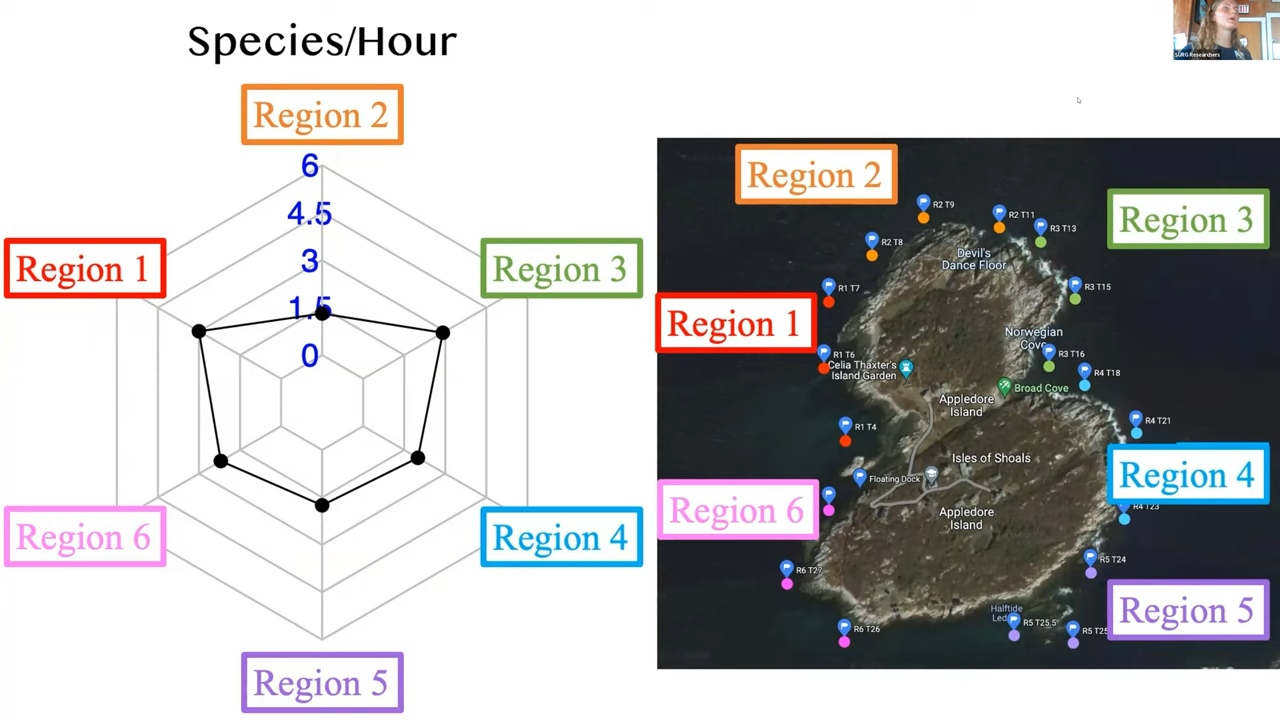 Species/Hour
Region 2
6
4.5
3
1.5
0
Region 1
Region 3
Region 6
Region 4
Region 5
SURG Researchers
Region 2
Region 3
Region 1
Region 6
Region 4
Region 5
R2 T9
R2 T11
R3 T13
R2 T8
Devil's
Dance Floor
R1 T7
R3 T15
Norwegian
Cove
R1 T6
R3 T16
Celia Thaxter's
Island Garden
R4 T18
Broad Cove
Appledore
Island
R1 T4
R4 T21
Isles of Shoals
Floating Dock
Appledore
Island
R4 T23
R5 T24
R6 T27
Halftide
R5 T25.5
R6 T26